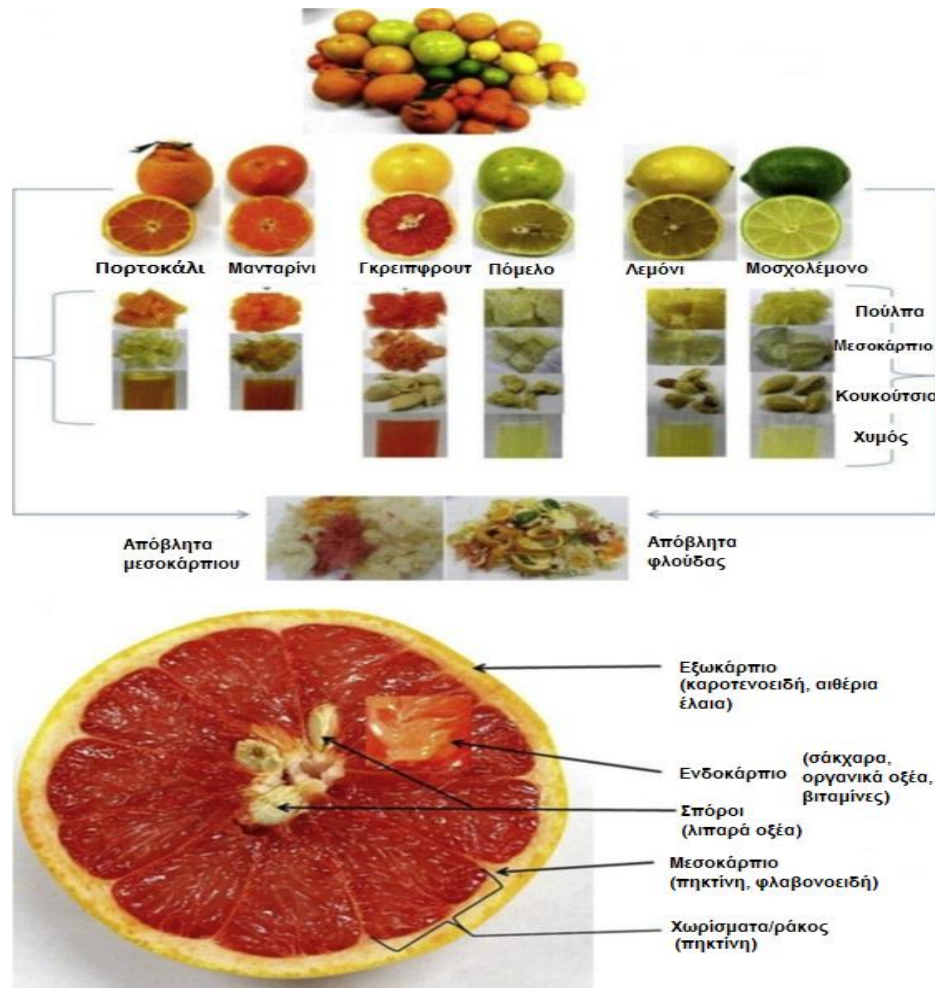 Πορτοκάλι Μανταρίνι Γκρειπφρουτ Πόμελο Λεμόνι Μοσχολέμονο
Πούλπα
Μεσοκάρπιο
Κουκούτσια
Χυμός
Απόβλητα
μεσοκάρπιου
Απόβλητα
φλούδας
Εξωκάρπιο
(καροτενοειδή, αιθέρια
έλαια)
Ενδοκάρπιο (σάκχαρα,
οργανικά οξέα,
βιταμίνες)
Σπόροι
(λιπαρά οξέα)
Μεσοκάρπιο
(πηκτίνη, φλαβονοειδή)
Χωρίσματα/ράκος
(πηκτίνη)